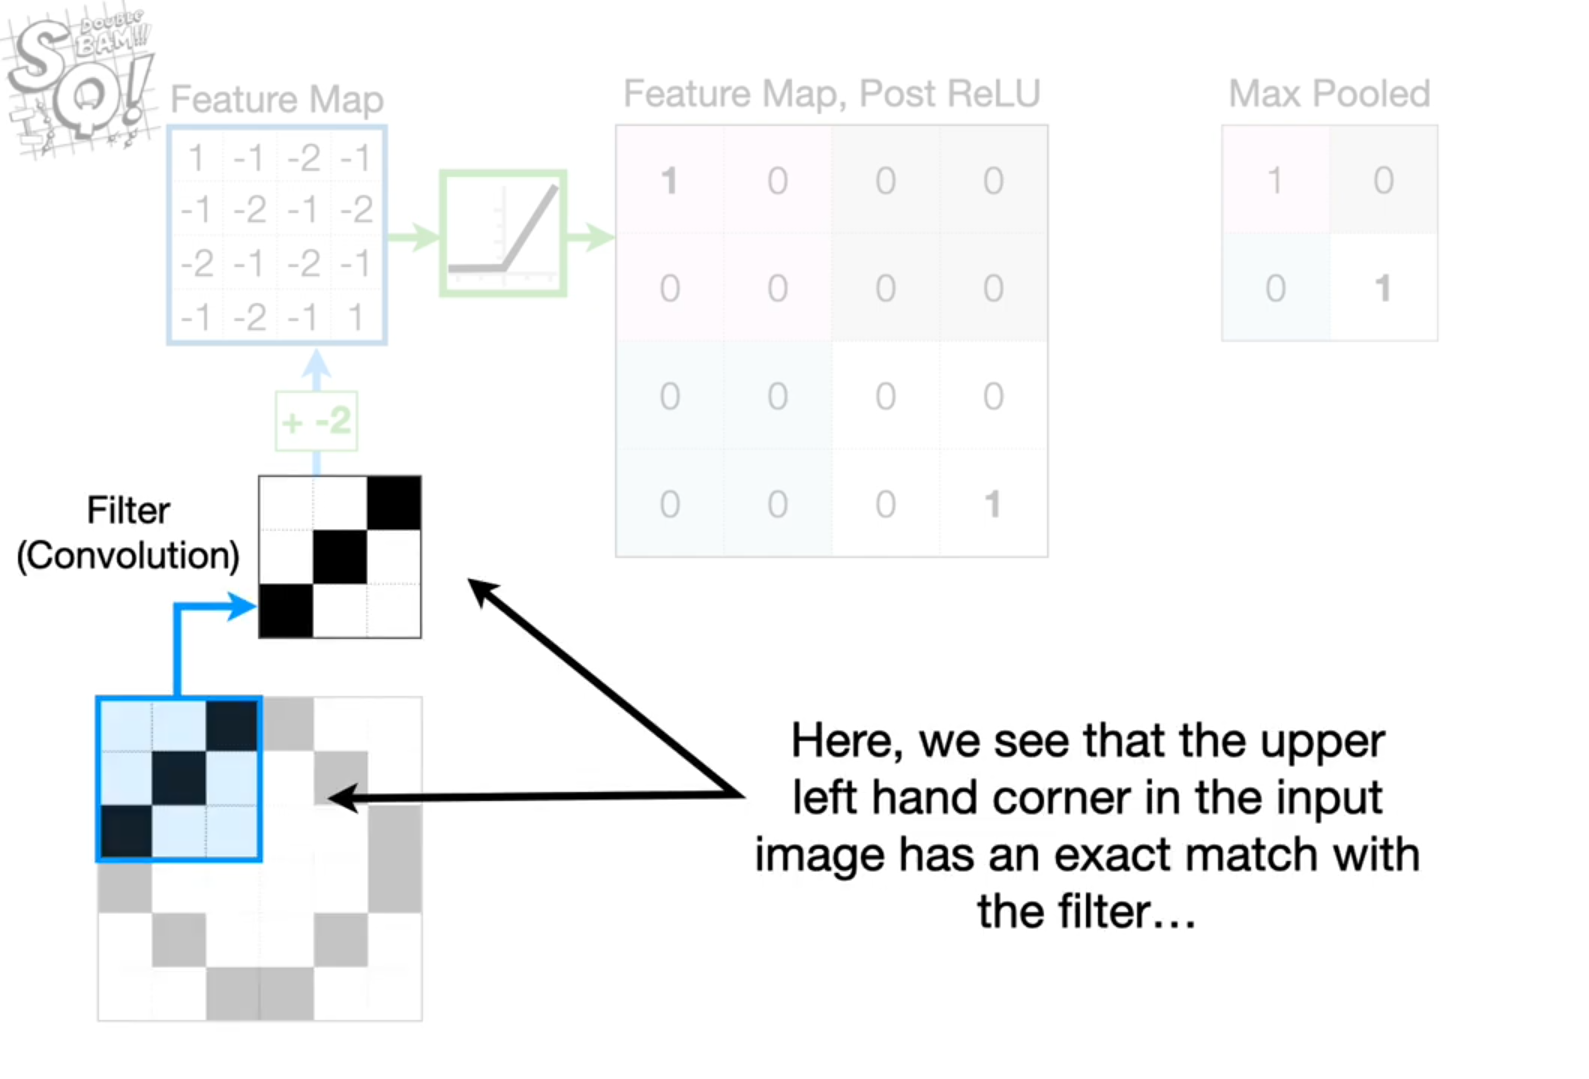 DOUBLE
BAM!!!
SQ!
Feature Map
Feature Map, Post ReLU
Max Pooled
1 -1 -2 -1
-1 -2 -1 -2
-2 -1 -2 -1
-1 -2 -1 1
1 0 0 0
0 0 0 0
0 0 0 0
0 0 0 1
1 0
0 1
+ -2
Filter
(Convolution)
Here, we see that the upper
left hand corner in the input
image has an exact match with
the filter…